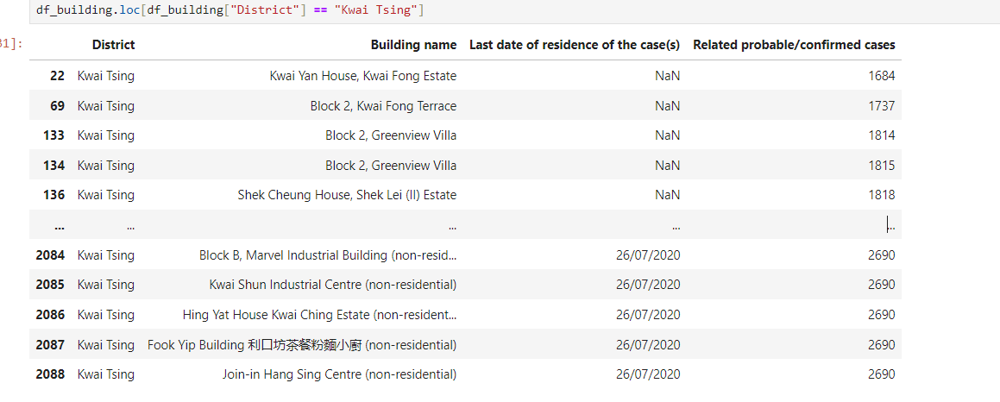 df_building.loc[df_building["District"] == "Kwai Tsing"]
31]:
District Building name Last date of residence of the case(s) Related probable/confirmed cases
22 Kwai Tsing Kwai Yan House, Kwai Fong Estate NaN 1684
69 Kwai Tsing Block 2, Kwai Fong Terrace NaN 1737
133 Kwai Tsing Block 2, Greenview Villa NaN 1814
134 Kwai Tsing Block 2, Greenview Villa NaN 1815
136 Kwai Tsing Shek Cheung House, Shek Lei (II) Estate NaN 1818
... ... ... ... ...
2084 Kwai Tsing Block B, Marvel Industrial Building (non-resid... 26/07/2020 2690
2085 Kwai Tsing Kwai Shun Industrial Centre (non-residential) 26/07/2020 2690
2086 Kwai Tsing Hing Yat House Kwai Ching Estate (non-resident... 26/07/2020 2690
2087 Kwai Tsing Fook Yip Building 利口坊茶餐粉麵小廚 (non-residential) 26/07/2020 2690
2088 Kwai Tsing Join-in Hang Sing Centre (non-residential) 26/07/2020 2690